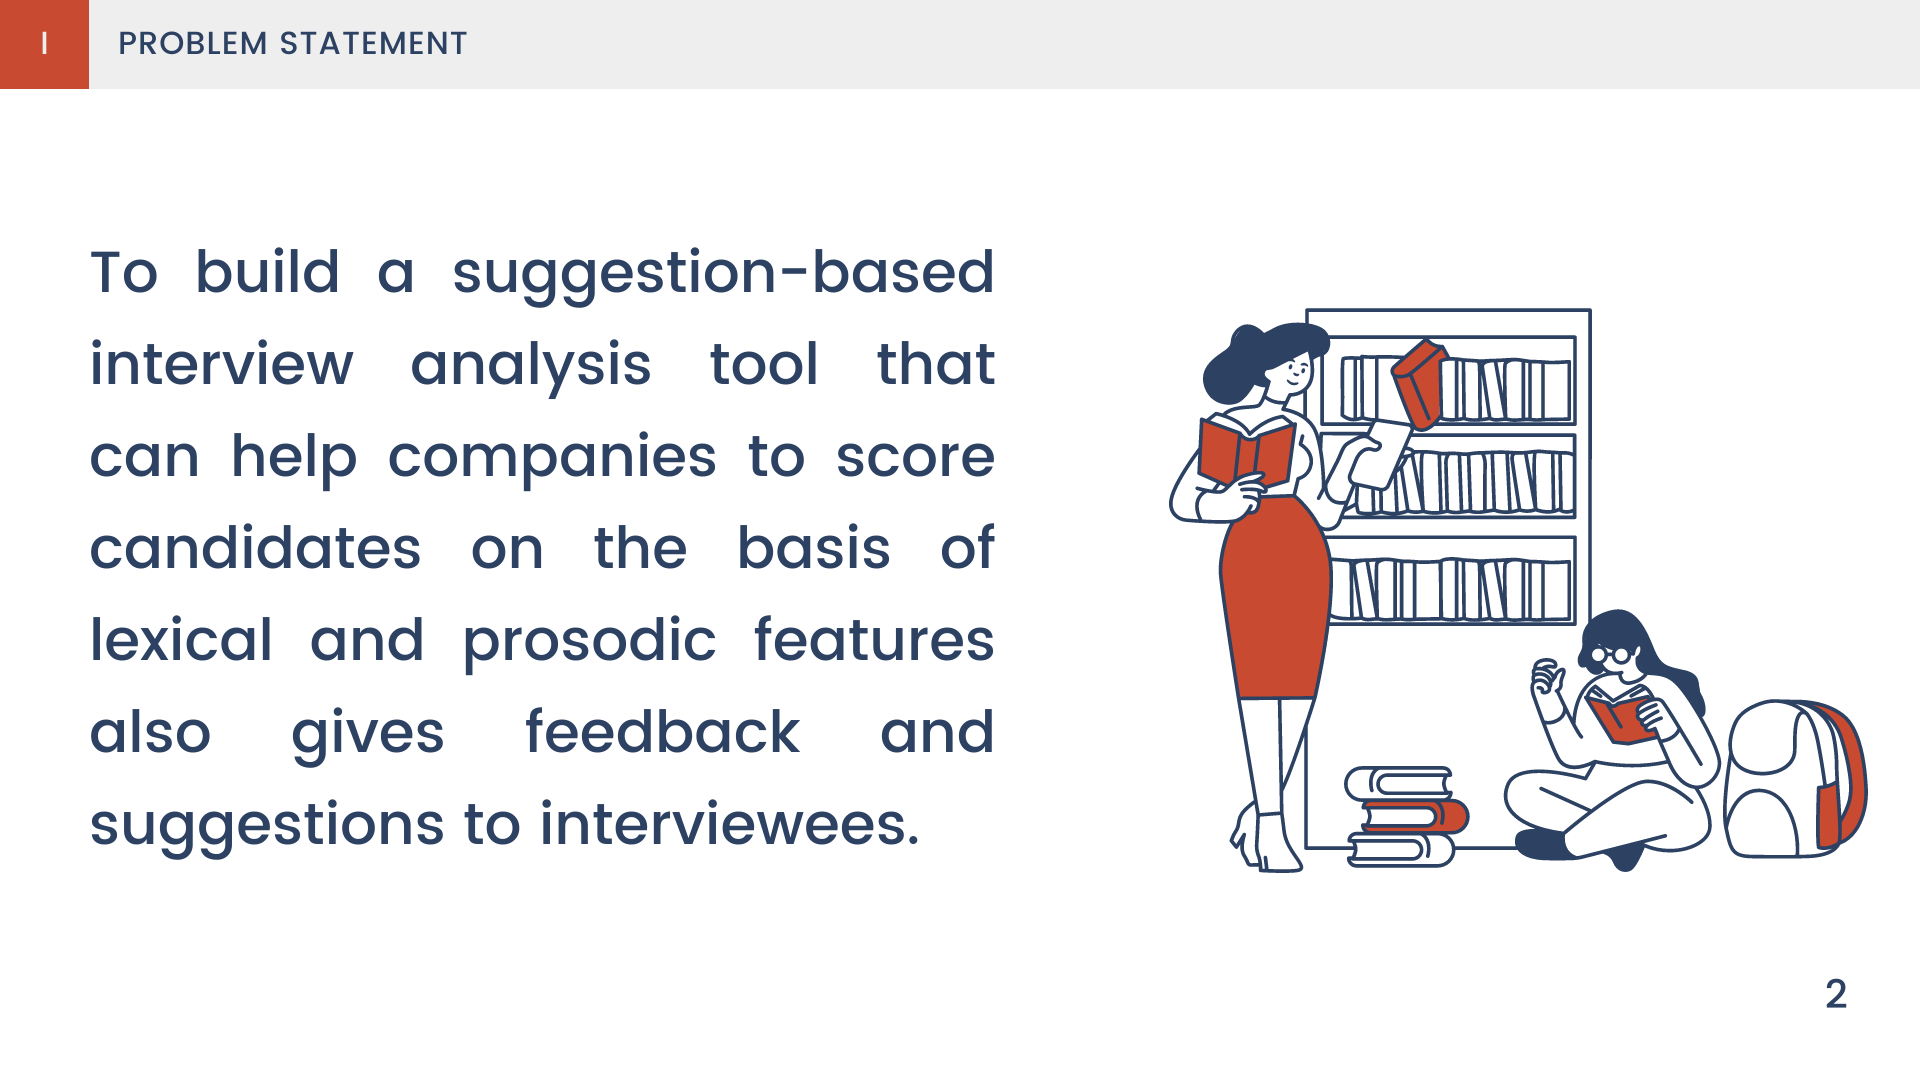 I
PROBLEM STATEMENT
To build a suggestion-based
interview analysis tool that
can help companies to score
candidates on the basis of
lexical and prosodic features
also gives feedback and
suggestions to interviewees.
2